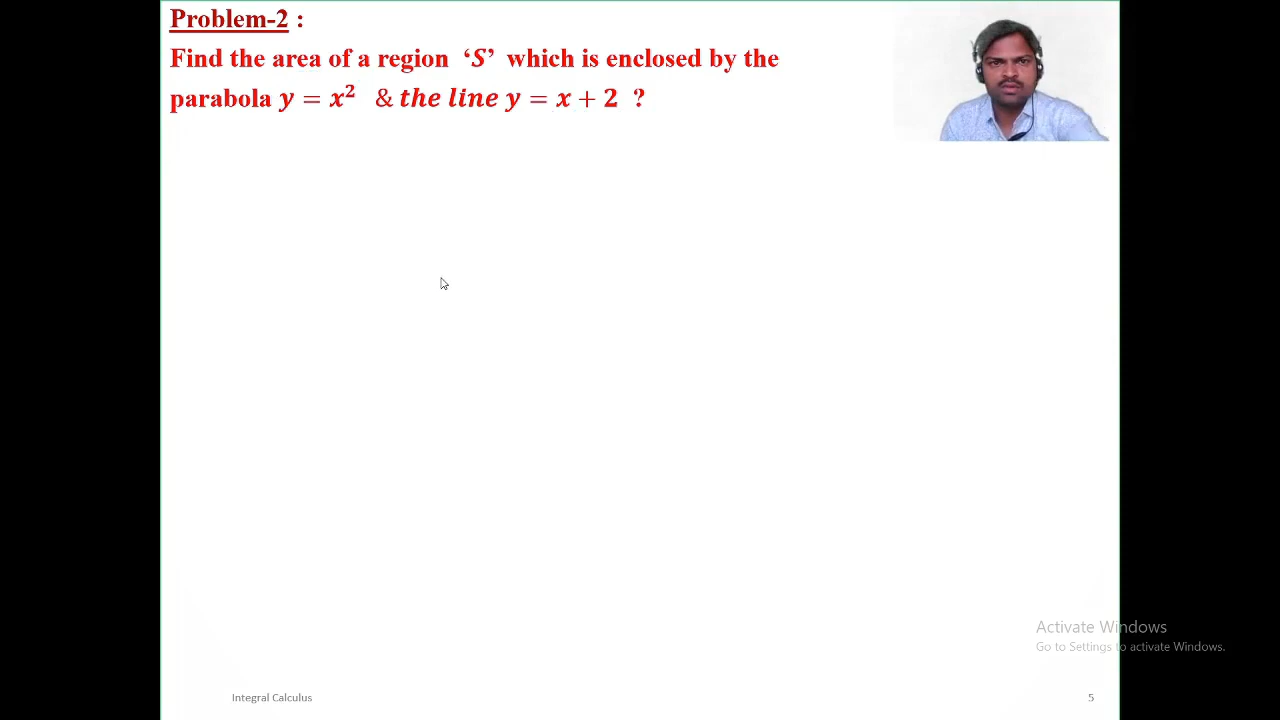 Problem-2 :
Find the area of a region ‘S’ which is enclosed by the
parabola y = x² & the line y = x + 2 ?
Activate Windows
Go to Settings to activate Windows.
Integral Calculus
5